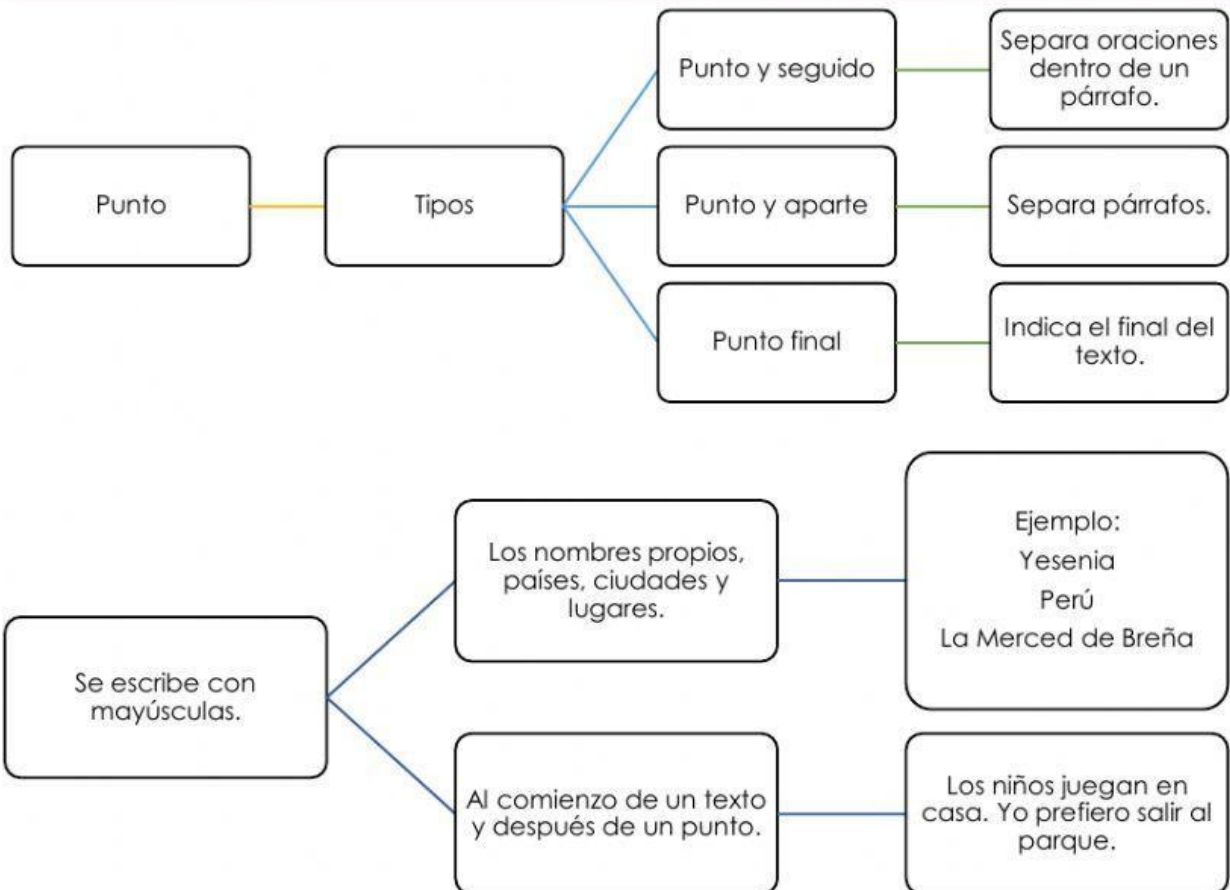 Punto
Tipos
Punto y seguido
Separa oraciones
dentro de un
párrafo.
Punto y aparte
Separa párrafos.
Punto final
Indica el final del
texto.
Se escribe con
mayúsculas.
Los nombres propios,
países, ciudades y
lugares.
Ejemplo:
Yesenia
Perú
La Merced de Breña
Al comienzo de un texto
y después de un punto.
Los niños juegan en
casa. Yo prefiero salir al
parque.